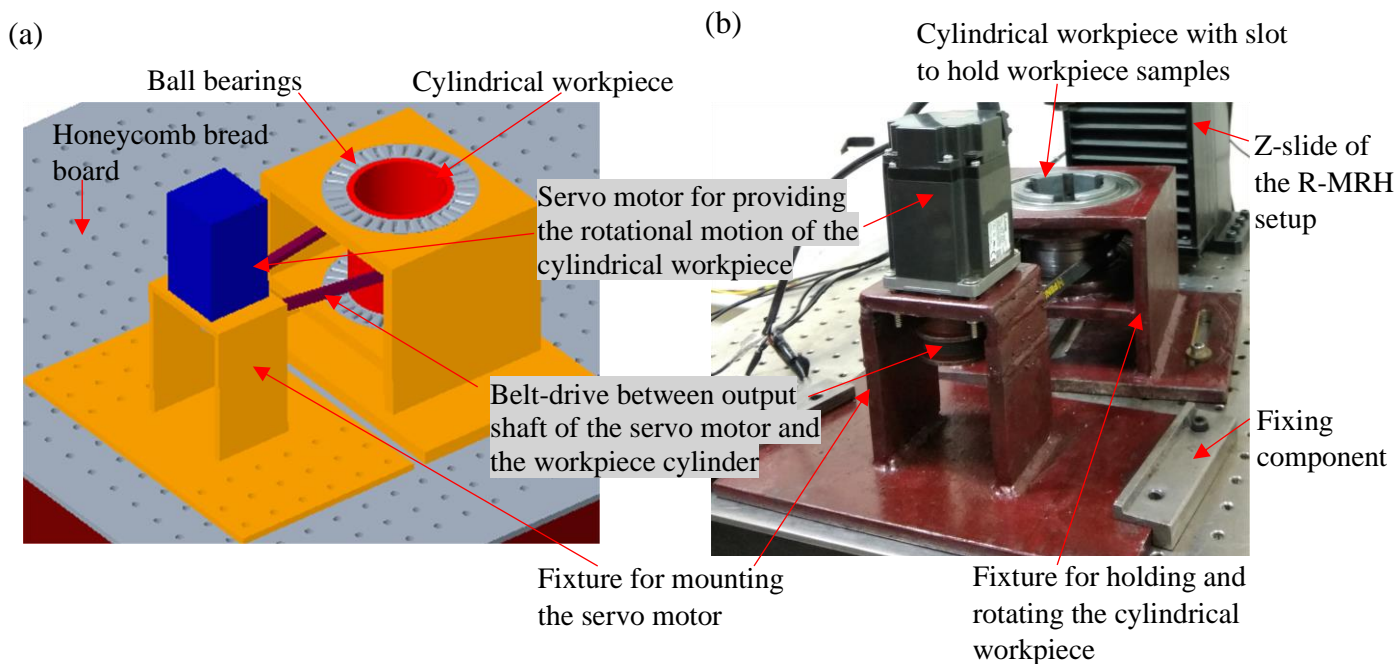 (a)
(b)
Ball bearings
Cylindrical workpiece
Honeycomb bread
board
Cylindrical workpiece with slot
to hold workpiece samples
Z-slide of
the R-MRH
setup
Servo motor for providing
the rotational motion of the
cylindrical workpiece
Belt-drive between output
shaft of the servo motor and
the workpiece cylinder
Fixing
component
Fixture for mounting
the servo motor
Fixture for holding and
rotating the cylindrical
workpiece